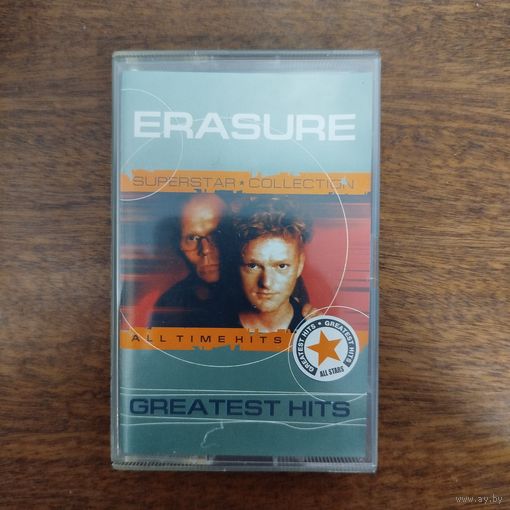 ERASURE
SUPERSTAR ★ COLLECTION
ALL TIME HITS
GREATEST HITS • GREATEST HITS
ALL STARS
GREATEST HITS
www.ay.by